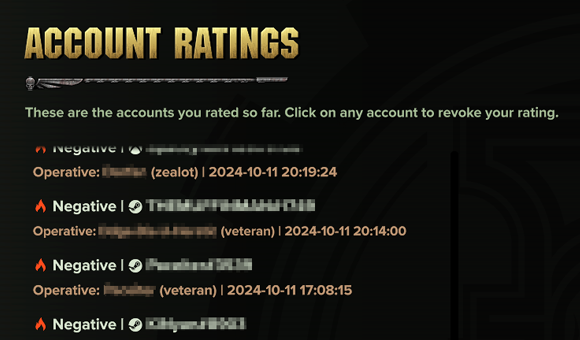 ACCOUNT RATINGS
These are the accounts you rated so far. Click on any account to revoke your rating.
Negative |
Operative: (zealot) | 2024-10-11 20:19:24
Negative |
Operative: (veteran) | 2024-10-11 20:14:00
Negative |
Operative: (veteran) | 2024-10-11 17:08:15
Negative |